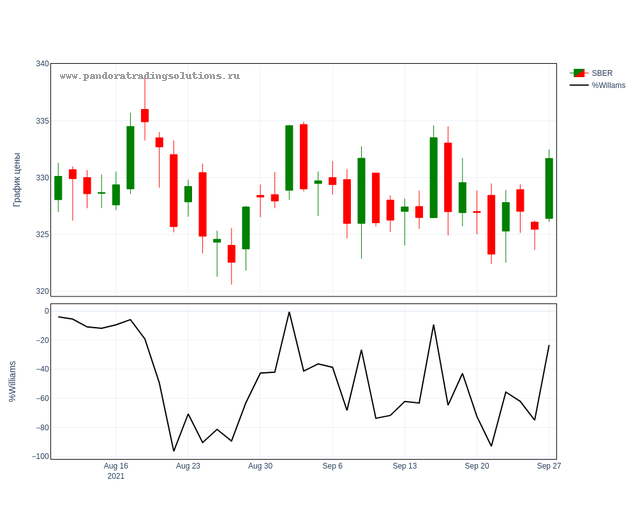 340
www.pandoratradingsolutions.ru
SBER
%Willams
335
330
325
320
График цены
0
−20
−40
−60
−80
−100
%Williams
Aug 16
2021
Aug 23
Aug 30
Sep 6
Sep 13
Sep 20
Sep 27